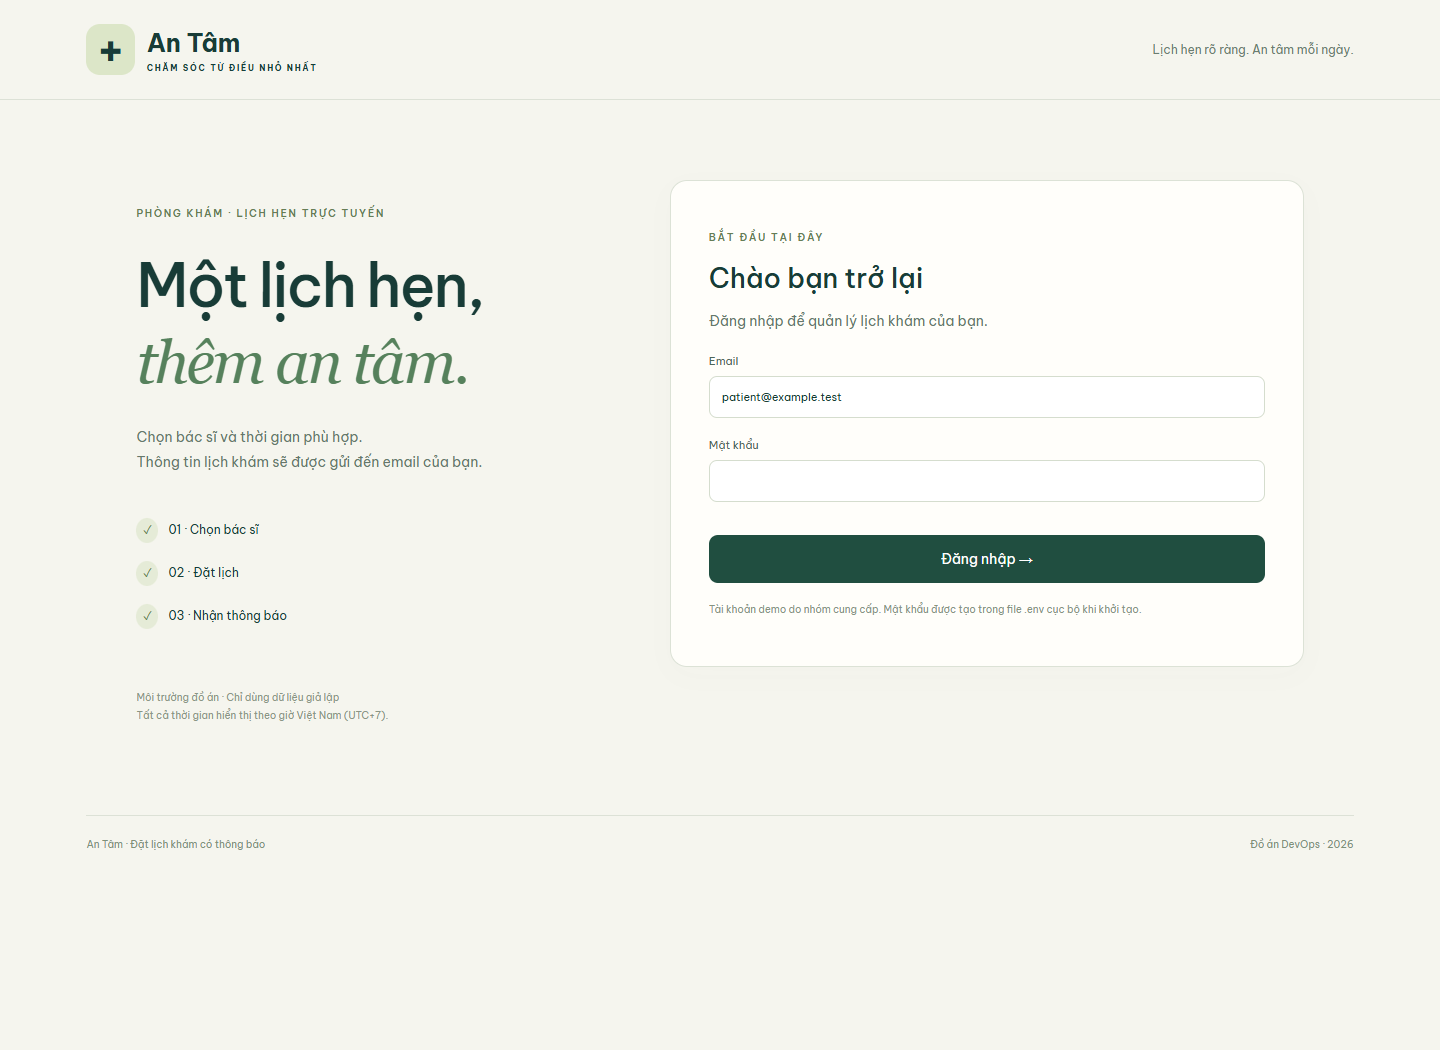 An Tâm
CHĂM SÓC TỪ ĐIỀU NHỎ NHẤT
Lịch hẹn rõ ràng. An tâm mỗi ngày.
PHÒNG KHÁM · LỊCH HẸN TRỰC TUYẾN
Một lịch hẹn,
thêm an tâm.
Chọn bác sĩ và thời gian phù hợp.
Thông tin lịch khám sẽ được gửi đến email của bạn.
✓ 01 · Chọn bác sĩ
✓ 02 · Đặt lịch
✓ 03 · Nhận thông báo
Môi trường đồ án · Chỉ dùng dữ liệu giả lập
Tất cả thời gian hiển thị theo giờ Việt Nam (UTC+7).
BẮT ĐẦU TẠI ĐÂY
Chào bạn trở lại
Đăng nhập để quản lý lịch khám của bạn.
Email
patient@example.test
Mật khẩu
Đăng nhập →
Tài khoản demo do nhóm cung cấp. Mật khẩu được tạo trong file .env cục bộ khi khởi tạo.
An Tâm · Đặt lịch khám có thông báo
Đồ án DevOps · 2026